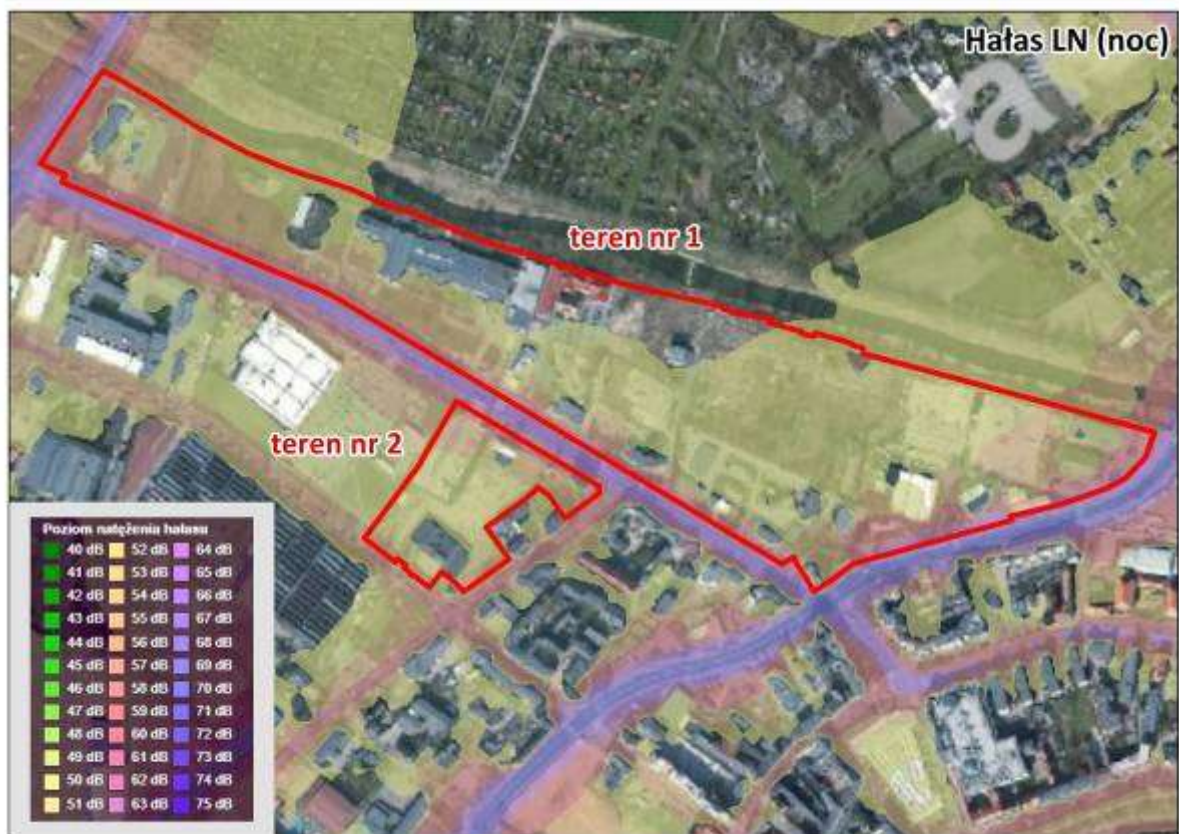 Hałas LN (noc)
a
teren nr 1
teren nr 2
Poziom natężenia hałasu
40 dB 52 dB 64 dB
41 dB 53 dB 65 dB
42 dB 54 dB 66 dB
43 dB 55 dB 67 dB
44 dB 56 dB 68 dB
45 dB 57 dB 69 dB
46 dB 58 dB 70 dB
47 dB 59 dB 71 dB
48 dB 60 dB 72 dB
49 dB 61 dB 73 dB
50 dB 62 dB 74 dB
51 dB 63 dB 75 dB